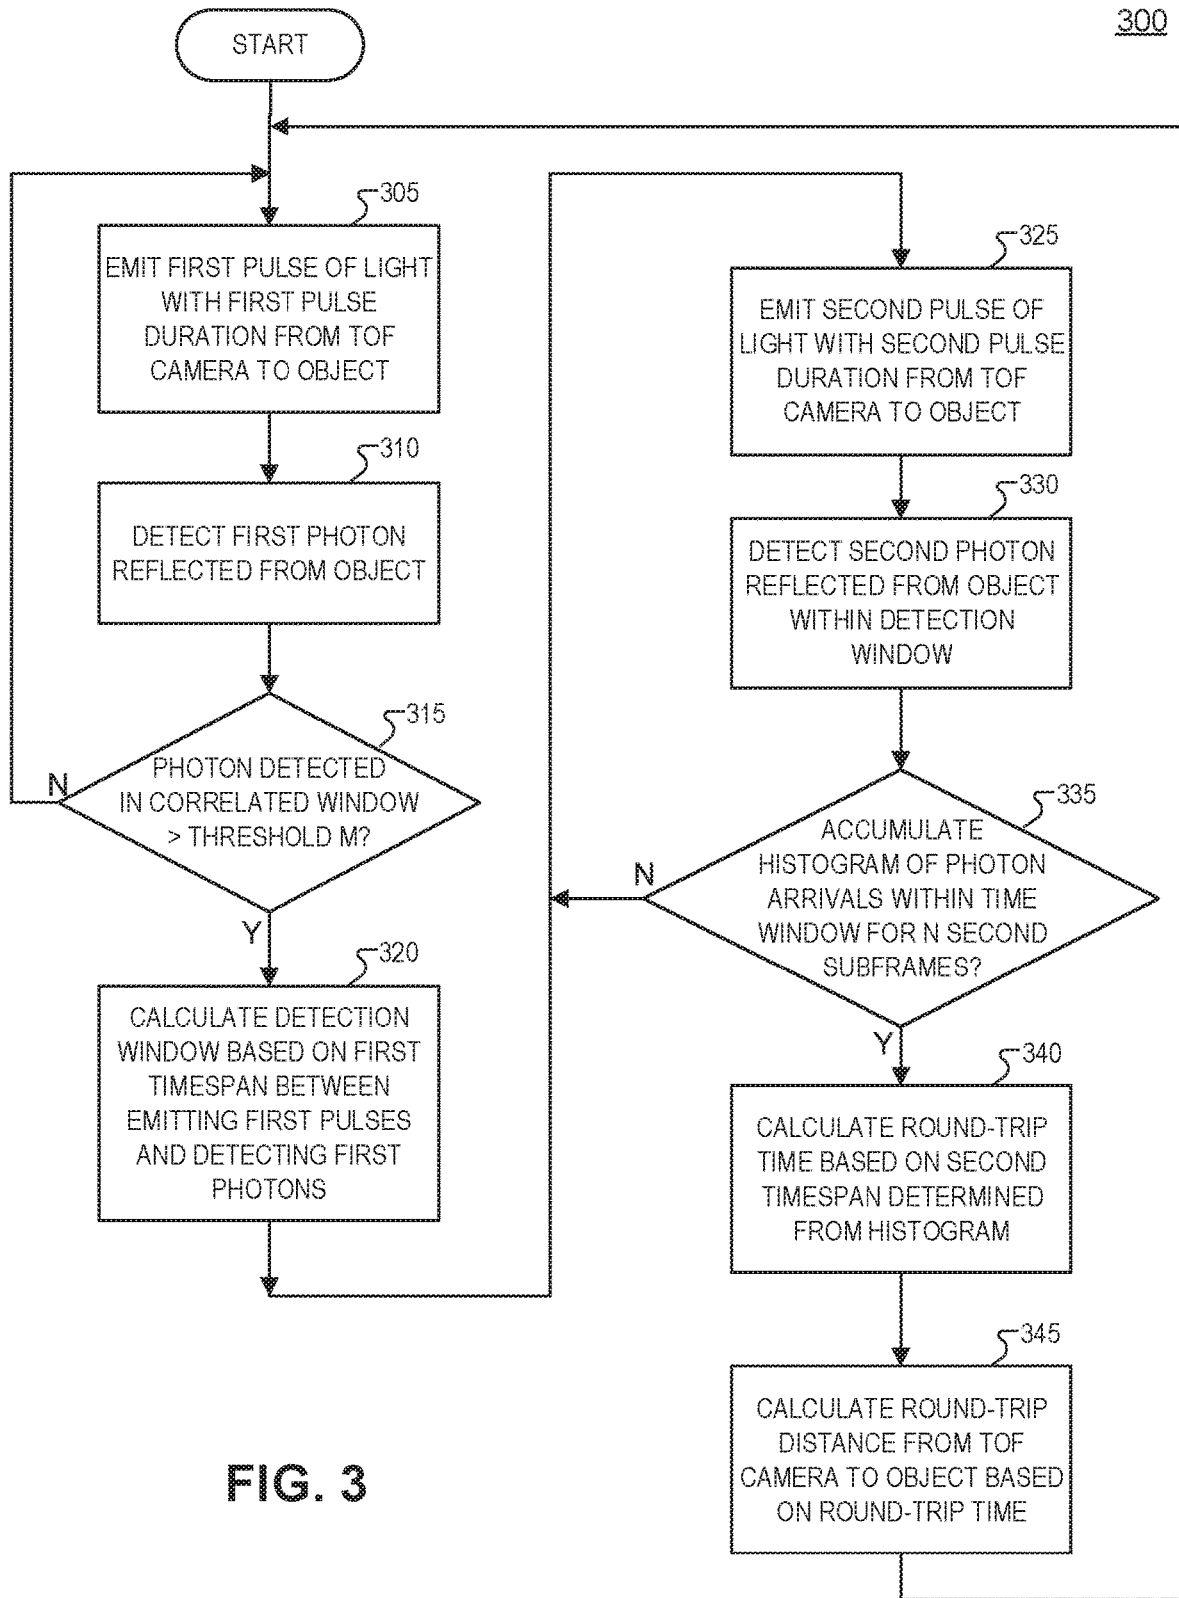 300
START
305
EMIT FIRST PULSE OF LIGHT
WITH FIRST PULSE
DURATION FROM TOF
CAMERA TO OBJECT
310
DETECT FIRST PHOTON
REFLECTED FROM OBJECT
315
PHOTON DETECTED
IN CORRELATED WINDOW
> THRESHOLD M?
N
Y
320
CALCULATE DETECTION
WINDOW BASED ON FIRST
TIMESPAN BETWEEN
EMITTING FIRST PULSES
AND DETECTING FIRST
PHOTONS
325
EMIT SECOND PULSE OF
LIGHT WITH SECOND PULSE
DURATION FROM TOF
CAMERA TO OBJECT
330
DETECT SECOND PHOTON
REFLECTED FROM OBJECT
WITHIN DETECTION
WINDOW
335
ACCUMULATE
HISTOGRAM OF PHOTON
ARRIVALS WITHIN TIME
WINDOW FOR N SECOND
SUBFRAMES?
N
Y
340
CALCULATE ROUND-TRIP
TIME BASED ON SECOND
TIMESPAN DETERMINED
FROM HISTOGRAM
345
CALCULATE ROUND-TRIP
DISTANCE FROM TOF
CAMERA TO OBJECT BASED
ON ROUND-TRIP TIME
FIG. 3